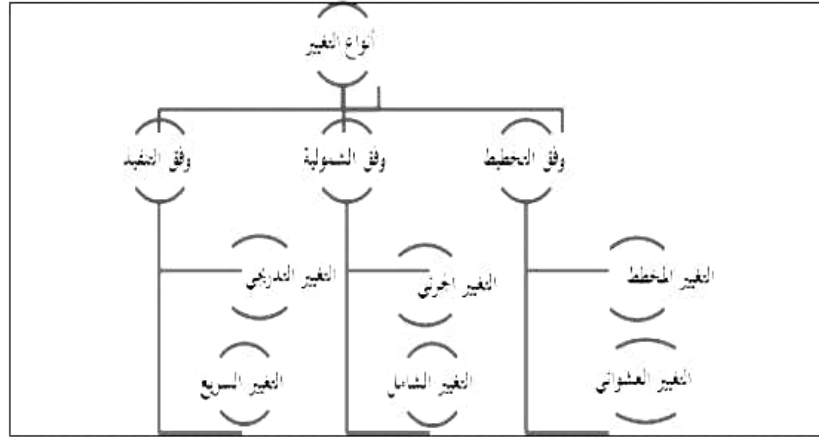 أنواع التغيير
وفق التخطيط
وفق الشمولية
وفق التنفيذ
التغيير المخطط
التغيير الجزئي
التغيير التدريجي
التغيير العشوائي
التغيير الشامل
التغيير السريع